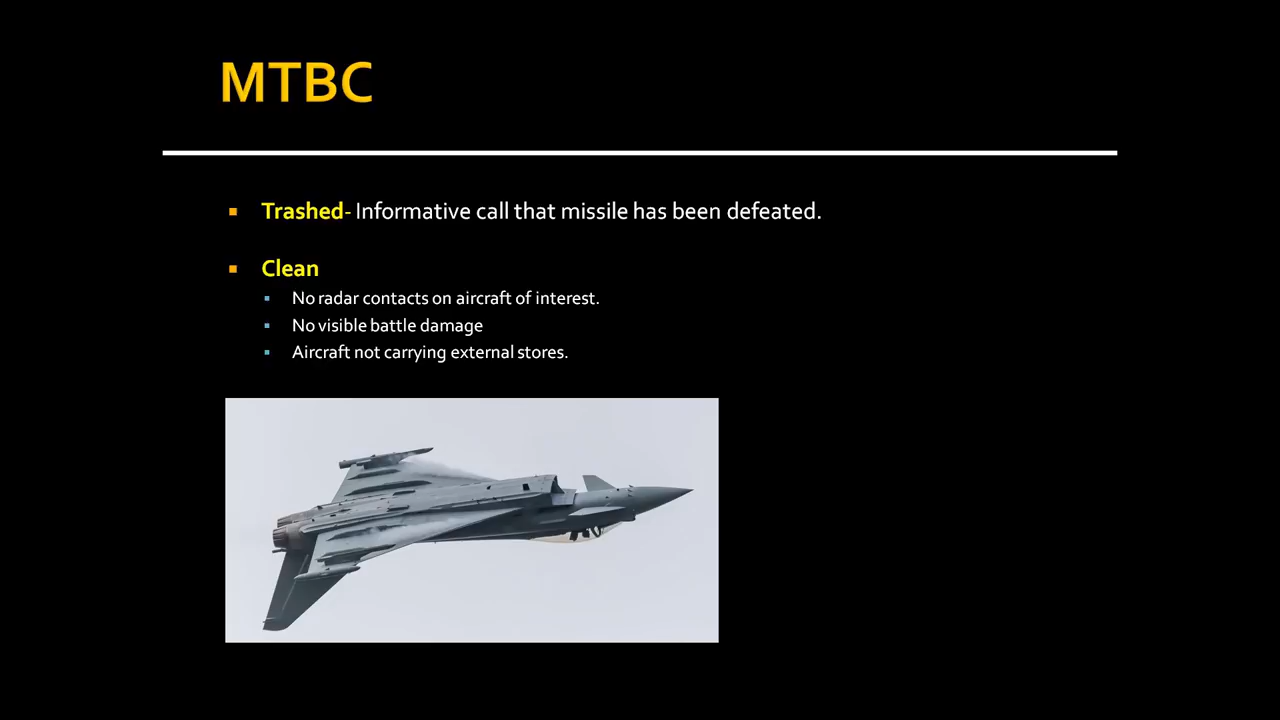 MTBC
Trashed- Informative call that missile has been defeated.
Clean
No radar contacts on aircraft of interest.
No visible battle damage
Aircraft not carrying external stores.